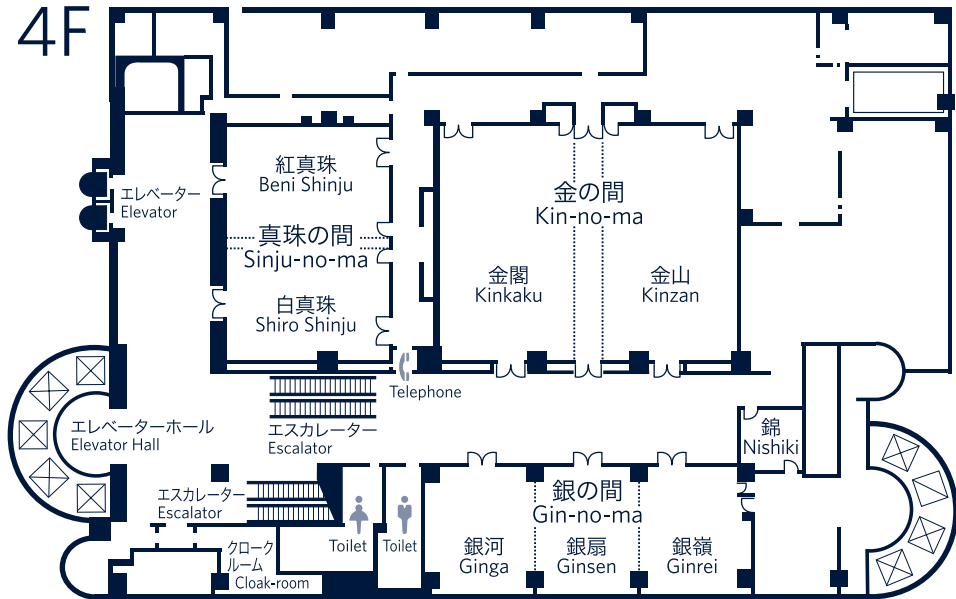 4F
紅真珠
Beni Shinju
エレベーター
Elevator
真珠の間
Sinju-no-ma
白真珠
Shiro Shinju
金の間
Kin-no-ma
金閣
Kinkaku
金山
Kinzan
Telephone
エレベーターホール
Elevator Hall
エスカレーター
Escalator
錦
Nishiki
エスカレーター
Escalator
クローク
ルーム
Cloak-room
Toilet
Toilet
銀の間
Gin-no-ma
銀河
Ginga
銀扇
Ginsen
銀嶺
Ginrei